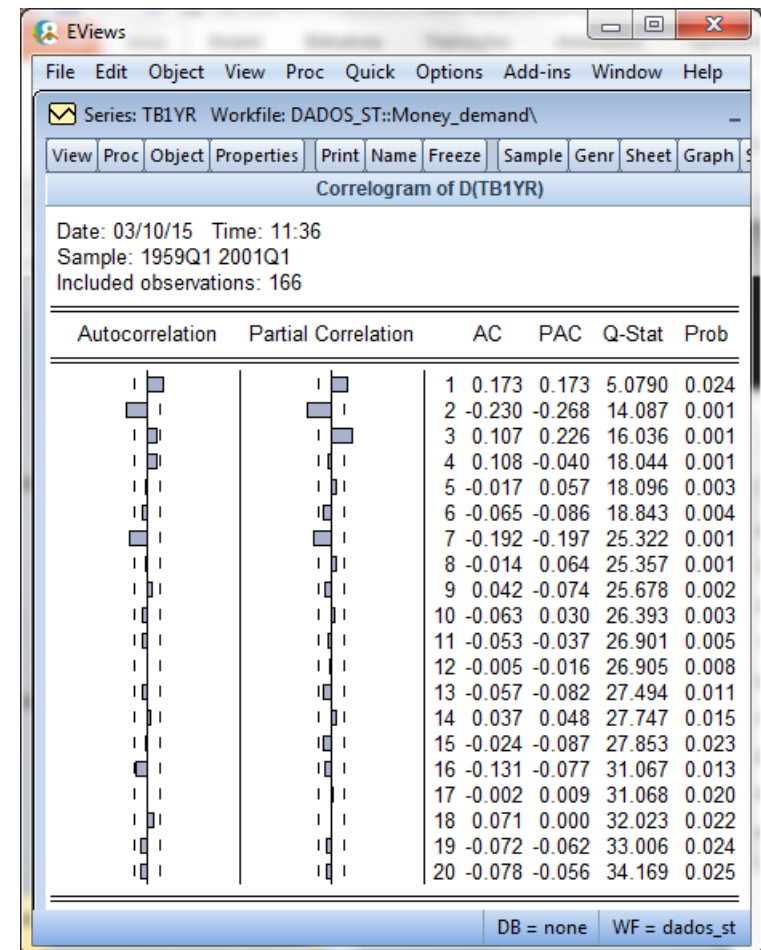 EViews
File Edit Object View Proc Quick Options Add-ins Window Help
Series: TB1YR Workfile: DADOS_ST::Money_demand\
View Proc Object Properties Print Name Freeze Sample Genr Sheet Graph
Correlogram of D(TB1YR)
Date: 03/10/15 Time: 11:36
Sample: 1959Q1 2001Q1
Included observations: 166
Autocorrelation Partial Correlation AC PAC Q-Stat Prob
1 0.173 0.173 5.0790 0.024
2 -0.230 -0.268 14.087 0.001
3 0.107 0.226 16.036 0.001
4 0.108 -0.040 18.044 0.001
5 -0.017 0.057 18.096 0.003
6 -0.065 -0.086 18.843 0.004
7 -0.192 -0.197 25.322 0.001
8 -0.014 0.064 25.357 0.001
9 0.042 -0.074 25.678 0.002
10 -0.063 0.030 26.393 0.003
11 -0.053 -0.037 26.901 0.005
12 -0.005 -0.016 26.905 0.008
13 -0.057 -0.082 27.494 0.011
14 0.037 0.048 27.747 0.015
15 -0.024 -0.087 27.853 0.023
16 -0.131 -0.077 31.067 0.013
17 -0.002 0.009 31.068 0.020
18 0.071 0.000 32.023 0.022
19 -0.072 -0.062 33.006 0.024
20 -0.078 -0.056 34.169 0.025
DB = none WF = dados_st